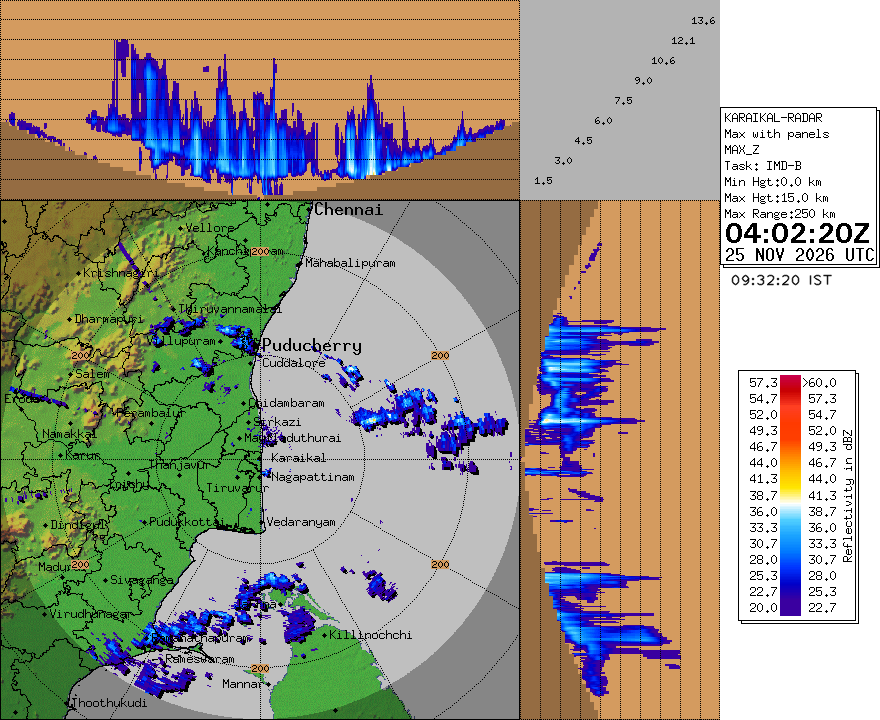 13.6
12.1
10.6
9.0
7.5
6.0
4.5
3.0
1.5
KARAIKAL-RADAR
Max with panels
MAX_Z
Task: IMD-B
Min Hgt:0.0 km
Max Hgt:15.0 km
Max Range:250 km
04:02:20Z
25 NOV 2026 UTC
09:32:20 IST
Chennai
Vellore
200
Mahabalipuram
Krishnagiri
Thiruvannamalai
Dharmapuri
Villupuram
Puducherry
200
200
Cuddalore
Salem
Chidambaram
Perambalur
Sirkazi
Namakkal
Karaikal
Karur
Thanjavur
Nagapattinam
Tiruvarur
Dindigul
Pudukkottai
Vedaranyam
200
200
Sivaganga
Virudhunagar
Killinochchi
Rameswaram
200
Mannar
Thoothukudi
57.3 >60.0
54.7 57.3
52.0 54.7
49.3 52.0
46.7 49.3
44.0 46.7
41.3 44.0
38.7 41.3
36.0 38.7
33.3 36.0
30.7 33.3
28.0 30.7
25.3 28.0
22.7 25.3
20.0 22.7
Reflectivity in dBZ